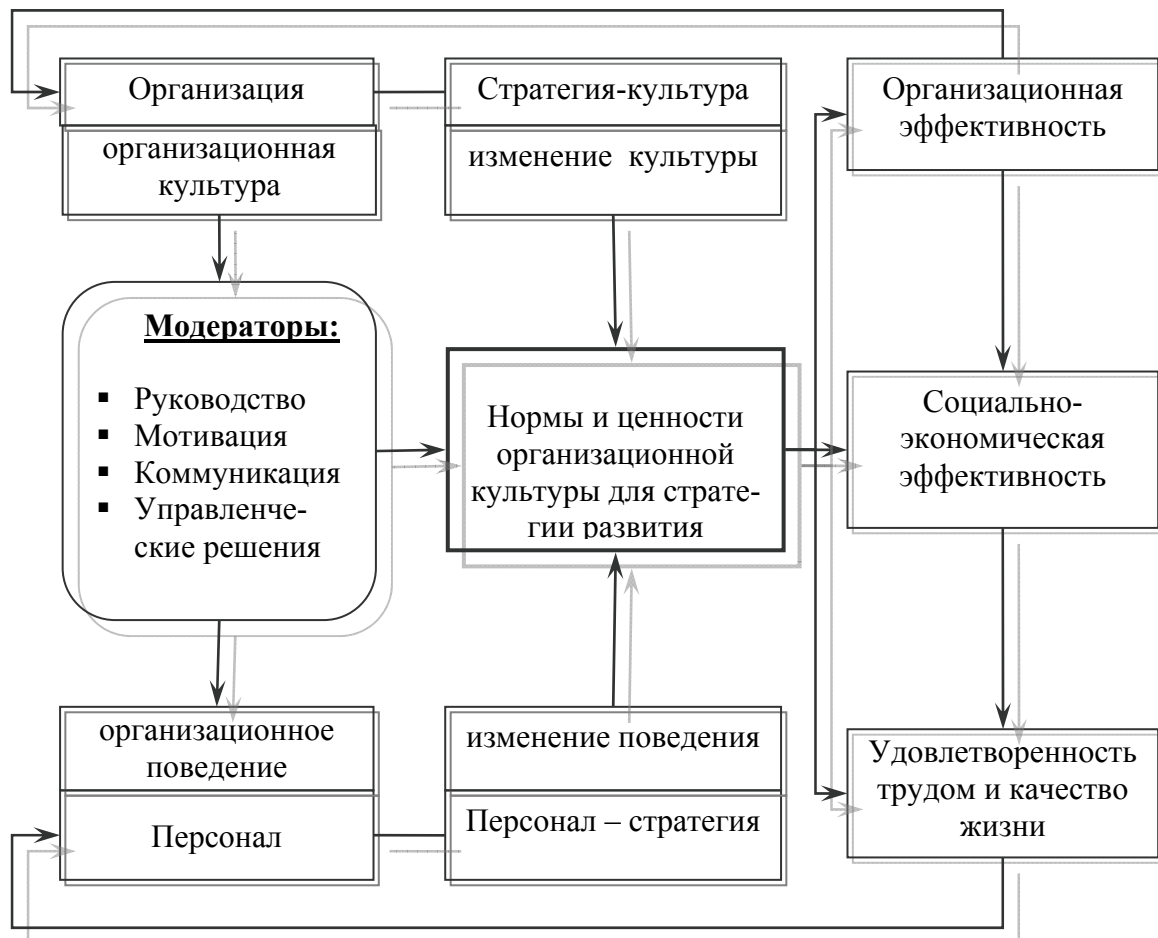 Организация
организационная
культура
Стратегия-культура
изменение культуры
Организационная
эффективность
Модераторы:
▪ Руководство
▪ Мотивация
▪ Коммуникация
▪ Управленче-
ские решения
Нормы и ценности
организационной
культуры для страте-
гии развития
Социально-
экономическая
эффективность
организационное
поведение
Персонал
изменение поведения
Персонал – стратегия
Удовлетворенность
трудом и качество
жизни